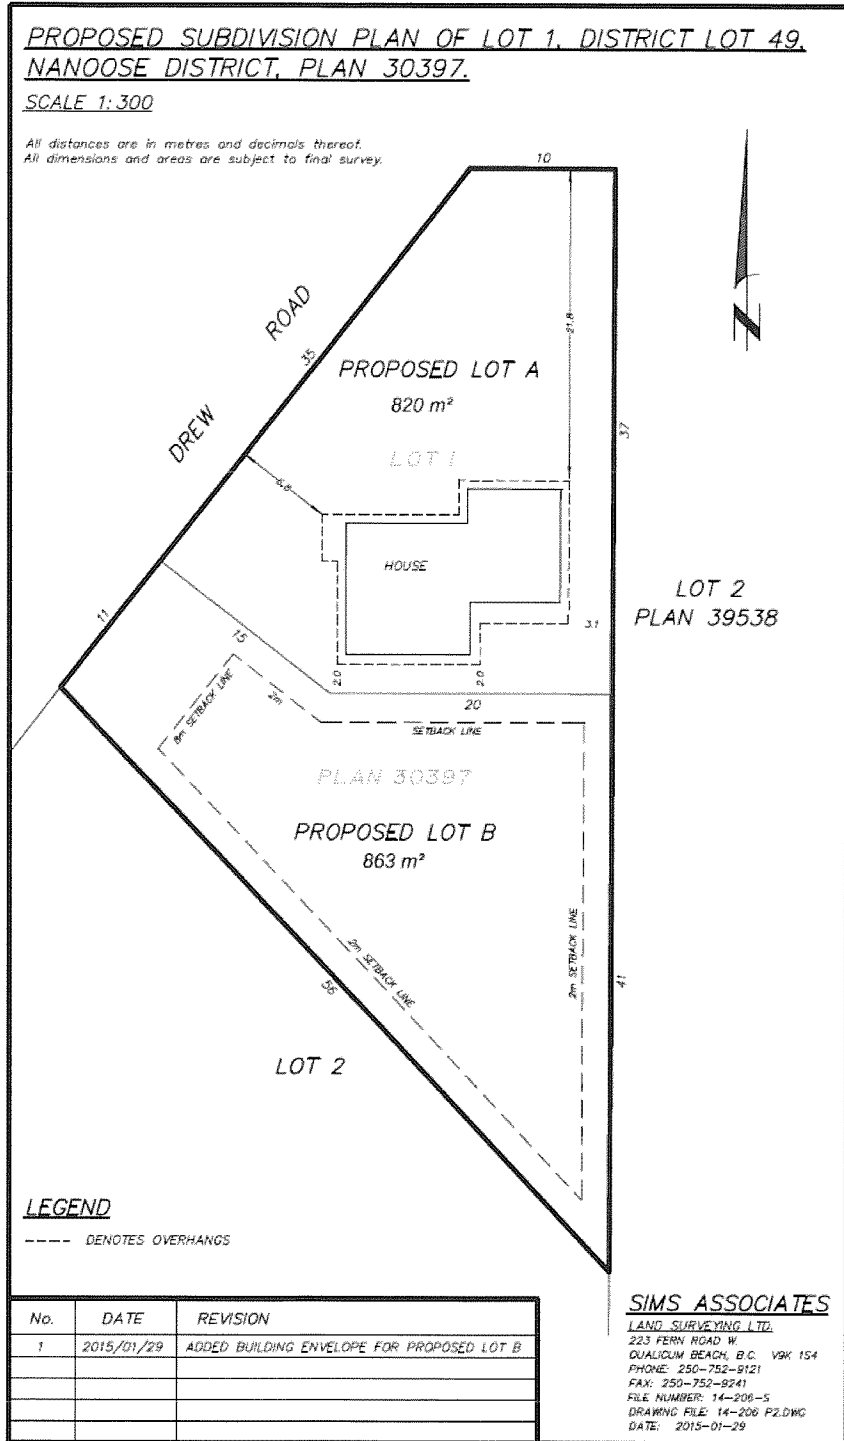 PROPOSED SUBDIVISION PLAN OF LOT 1, DISTRICT LOT 49,
NANOOSE DISTRICT, PLAN 30397.
SCALE 1:300
All distances are in metres and decimals thereof.
All dimensions and areas are subject to final survey.
10
DREW ROAD
35
21.8
N
PROPOSED LOT A
820 m²
37
LOT 1
6.8
HOUSE
LOT 2
PLAN 39538
11
15
3.1
2.0
2.0
20
8m SETBACK LINE
2m
SETBACK LINE
PLAN 30397
PROPOSED LOT B
863 m²
2m SETBACK LINE
2m SETBACK LINE
56
41
LOT 2
LEGEND
---- DENOTES OVERHANGS
No. DATE REVISION
1 2015/01/29 ADDED BUILDING ENVELOPE FOR PROPOSED LOT B
SIMS ASSOCIATES
LAND SURVEYING LTD.
223 FERN ROAD W.
QUALICUM BEACH, B.C. V9K 1S4
PHONE: 250-752-9121
FAX: 250-752-9241
FILE NUMBER: 14-206-S
DRAWING FILE: 14-206 P2.DWG
DATE: 2015-01-29